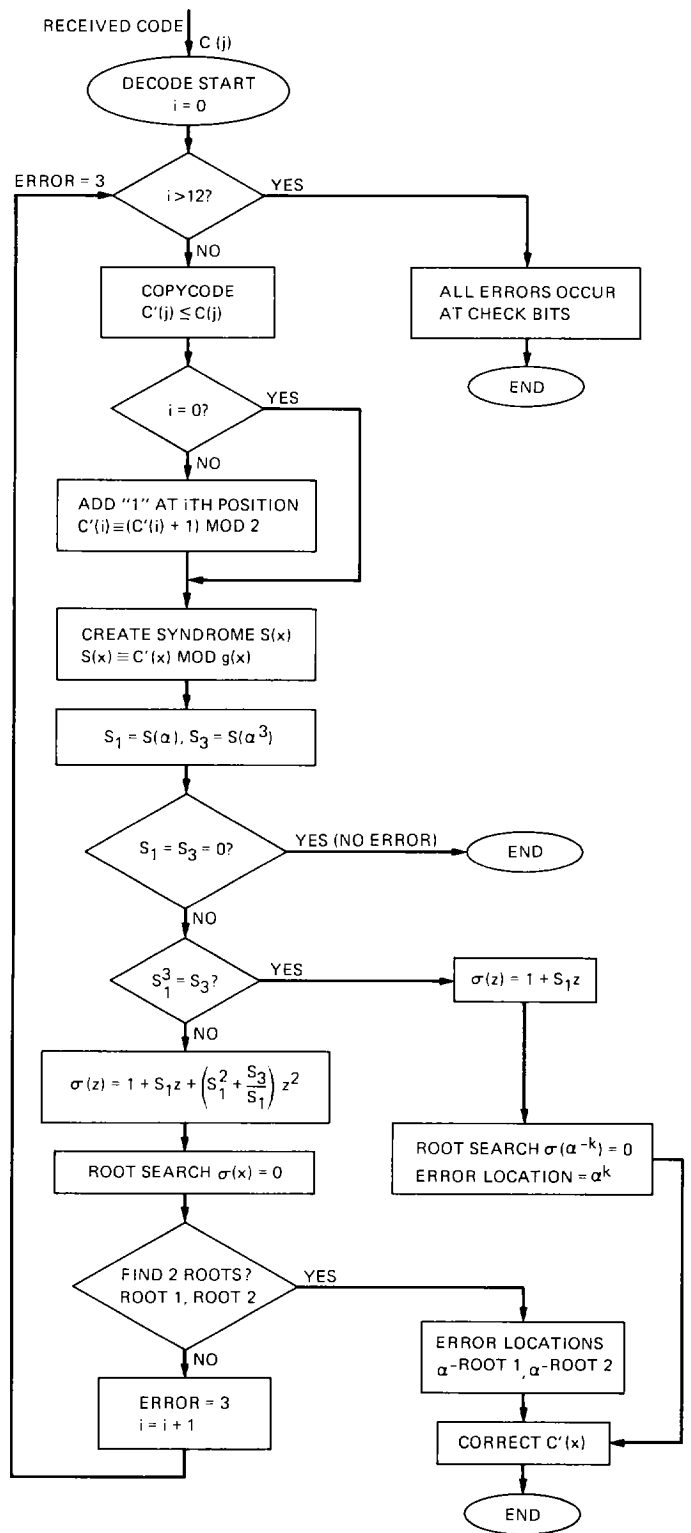 RECEIVED CODE
C (j)
DECODE START
i = 0
ERROR = 3
i >12?
YES
NO
COPYCODE
C'(j) ≤ C(j)
ALL ERRORS OCCUR
AT CHECK BITS
END
i = 0?
YES
NO
ADD "1" AT iTH POSITION
C'(i) ≡ (C'(i) + 1) MOD 2
CREATE SYNDROME S(x)
S(x) ≡ C'(x) MOD g(x)
S₁ = S(α), S₃ = S(α³)
S₁ = S₃ = 0?
YES (NO ERROR)
END
NO
S₁³ = S₃?
YES
σ(z) = 1 + S₁z
NO
σ(z) = 1 + S₁z + (S₁² + S₃/S₁) z²
ROOT SEARCH σ(x) = 0
ROOT SEARCH σ(α⁻ᵏ) = 0
ERROR LOCATION = αᵏ
FIND 2 ROOTS?
ROOT 1, ROOT 2
YES
ERROR LOCATIONS
α^-ROOT 1, α^-ROOT 2
NO
ERROR = 3
i = i + 1
CORRECT C'(x)
END